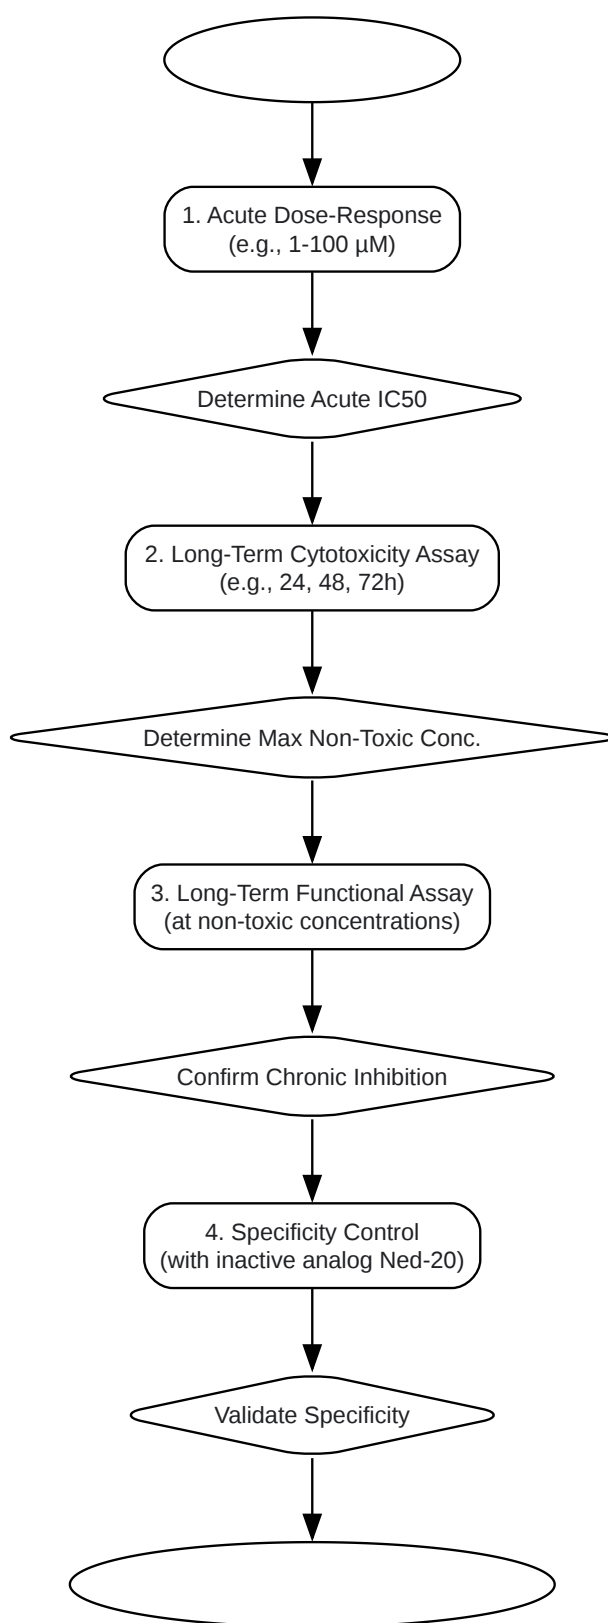 1. Acute Dose-Response
(e.g., 1-100 µM)
Determine Acute IC50
2. Long-Term Cytotoxicity Assay
(e.g., 24, 48, 72h)
Determine Max Non-Toxic Conc.
3. Long-Term Functional Assay
(at non-toxic concentrations)
Confirm Chronic Inhibition
4. Specificity Control
(with inactive analog Ned-20)
Validate Specificity